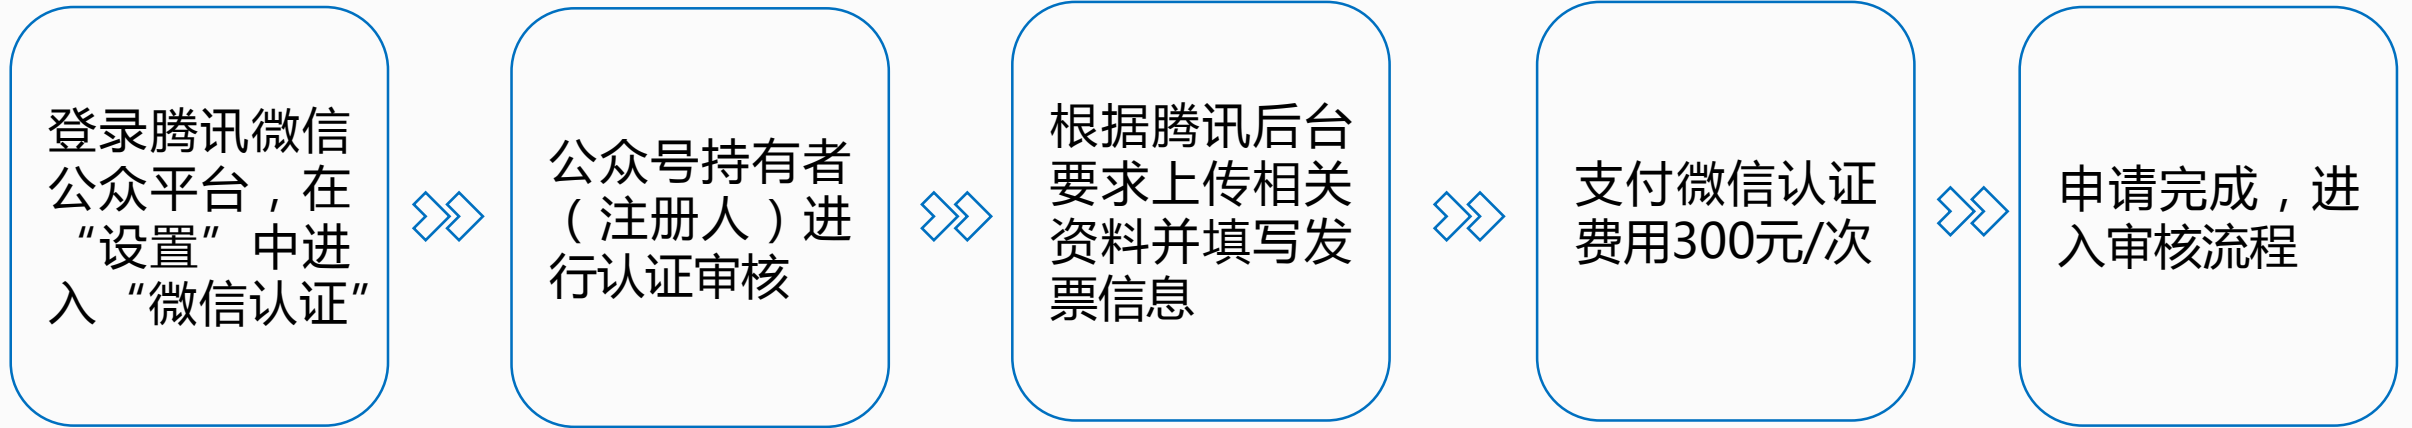 登录腾讯微信
公众平台，在
“设置”中进
入“微信认证”
公众号持有者
（注册人）进
行认证审核
根据腾讯后台
要求上传相关
资料并填写发
票信息
支付微信认证
费用300元/次
申请完成，进
入审核流程